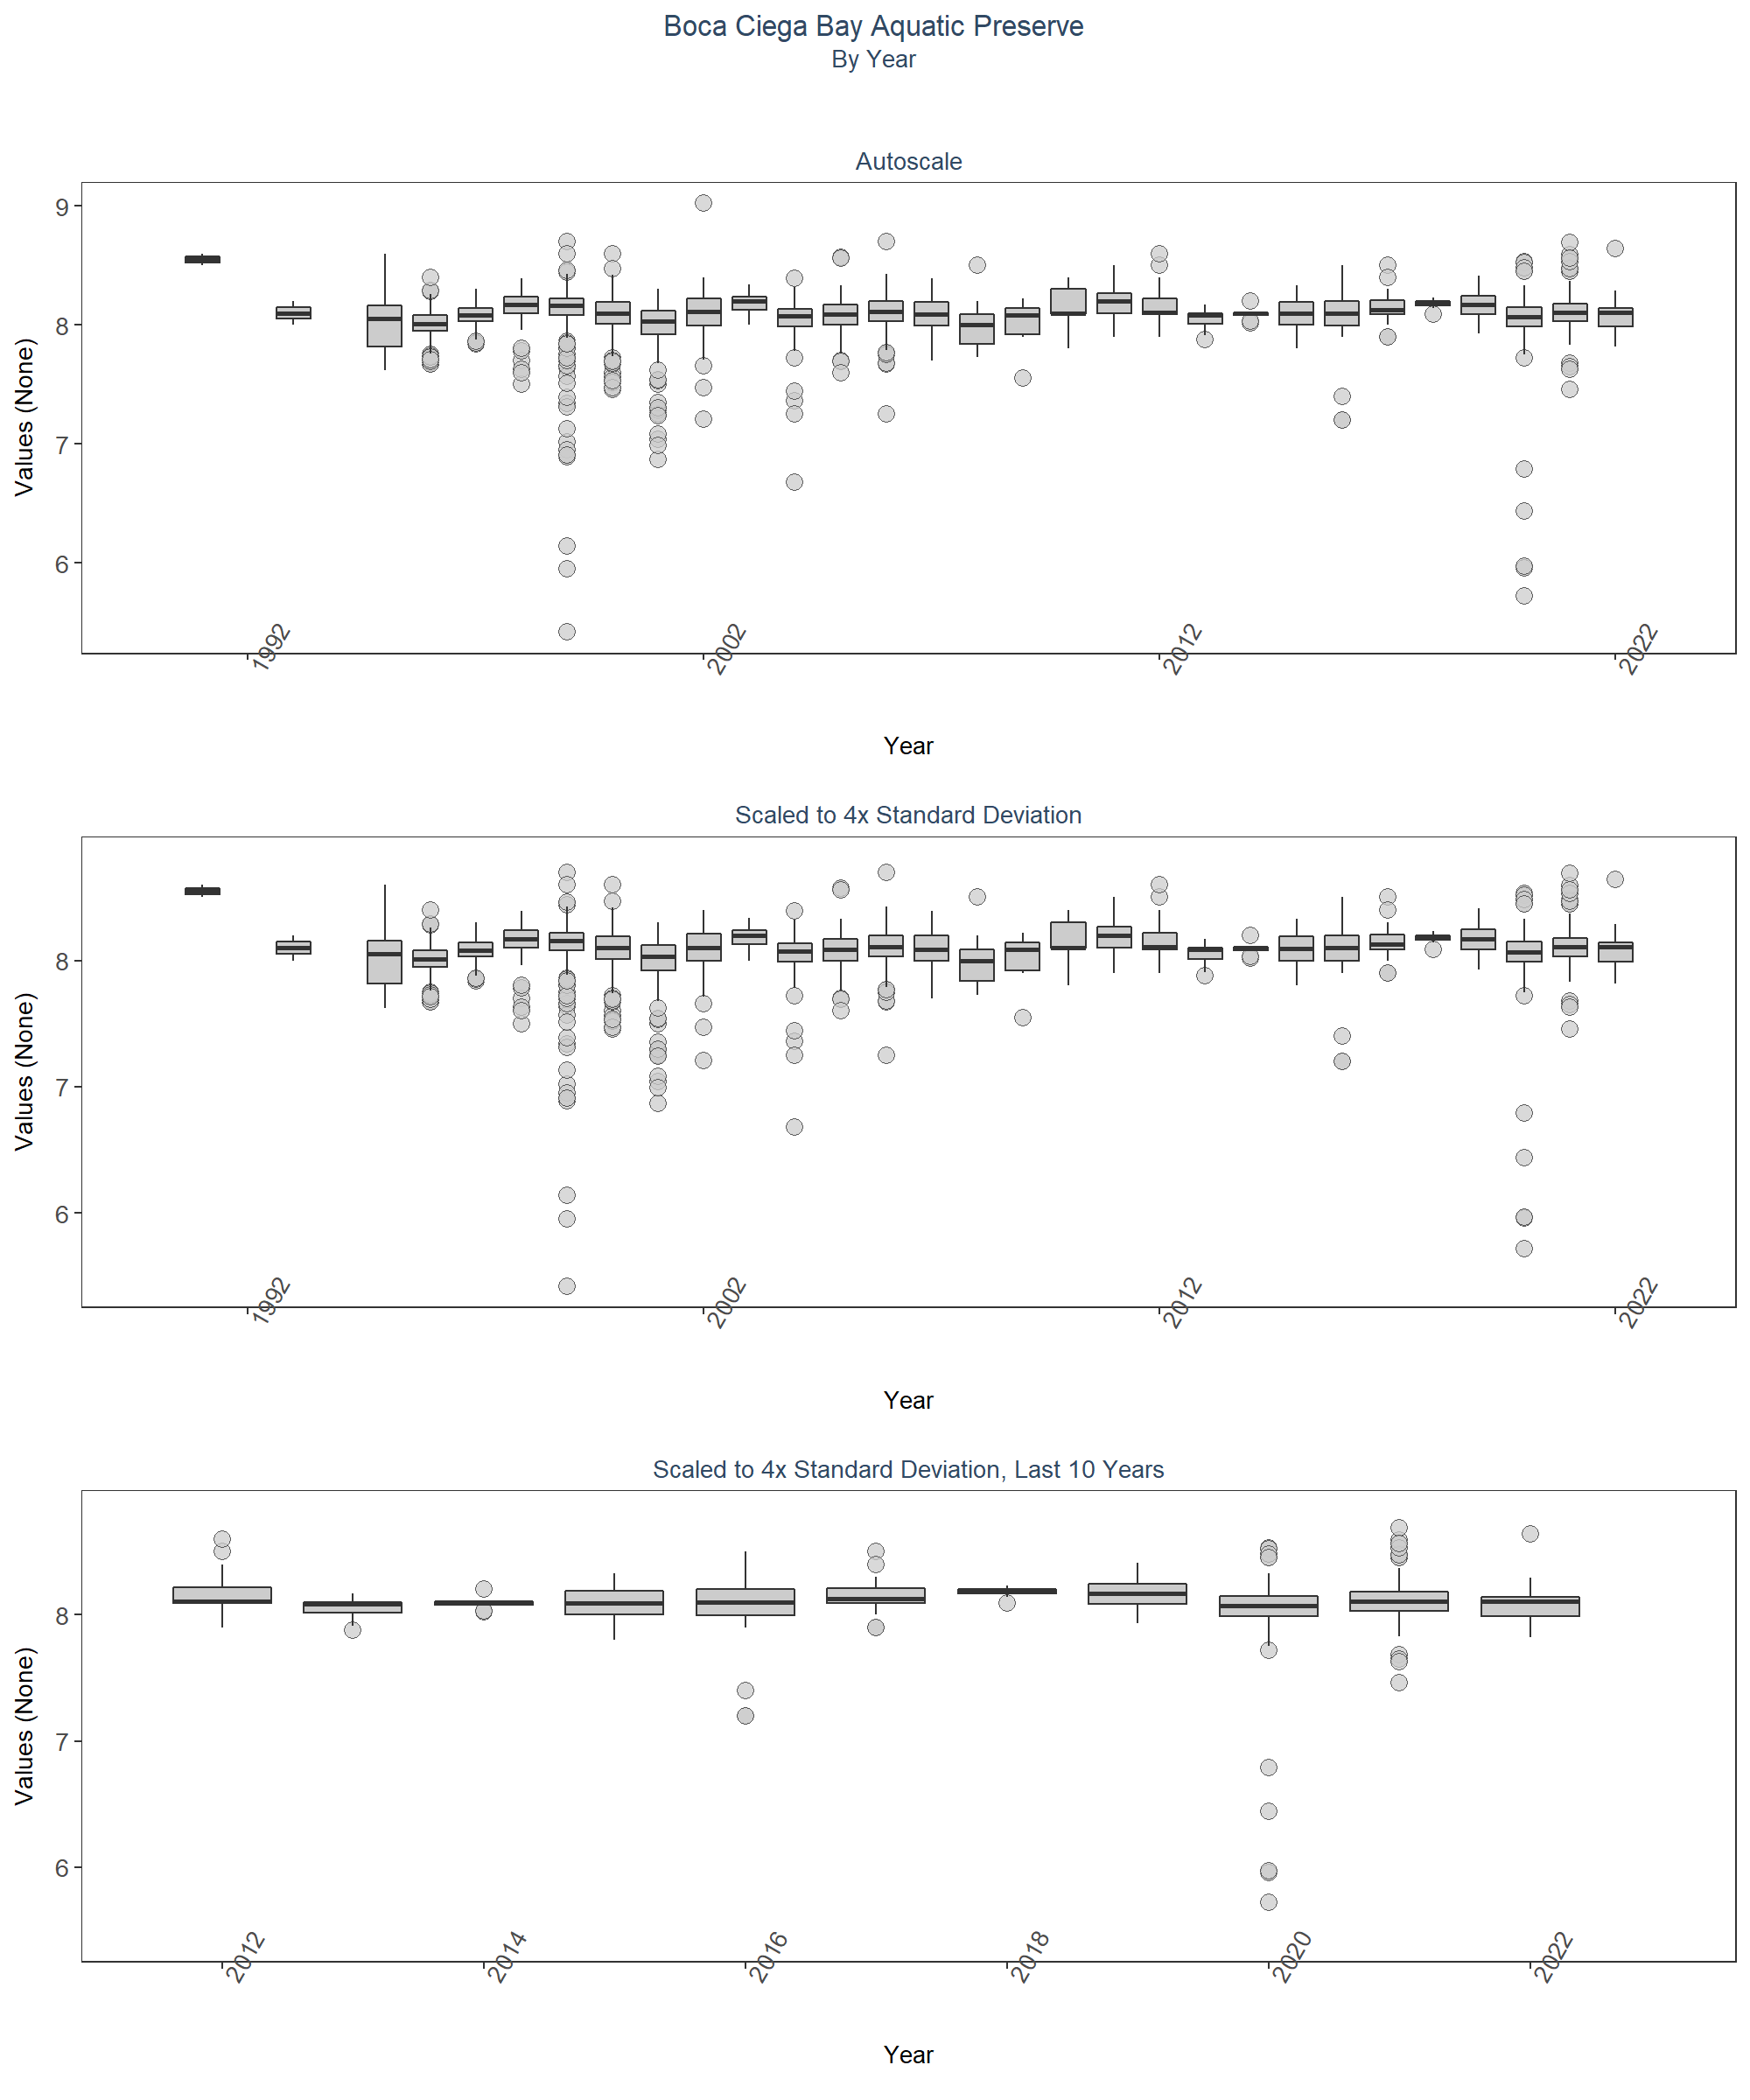 Boca Ciega Bay Aquatic Preserve
By Year
Autoscale
Values (None)
9
8
7
6
1992
2002
2012
2022
Year
Scaled to 4x Standard Deviation
Values (None)
8
7
6
1992
2002
2012
2022
Year
Scaled to 4x Standard Deviation, Last 10 Years
Values (None)
8
7
6
2012
2014
2016
2018
2020
2022
Year